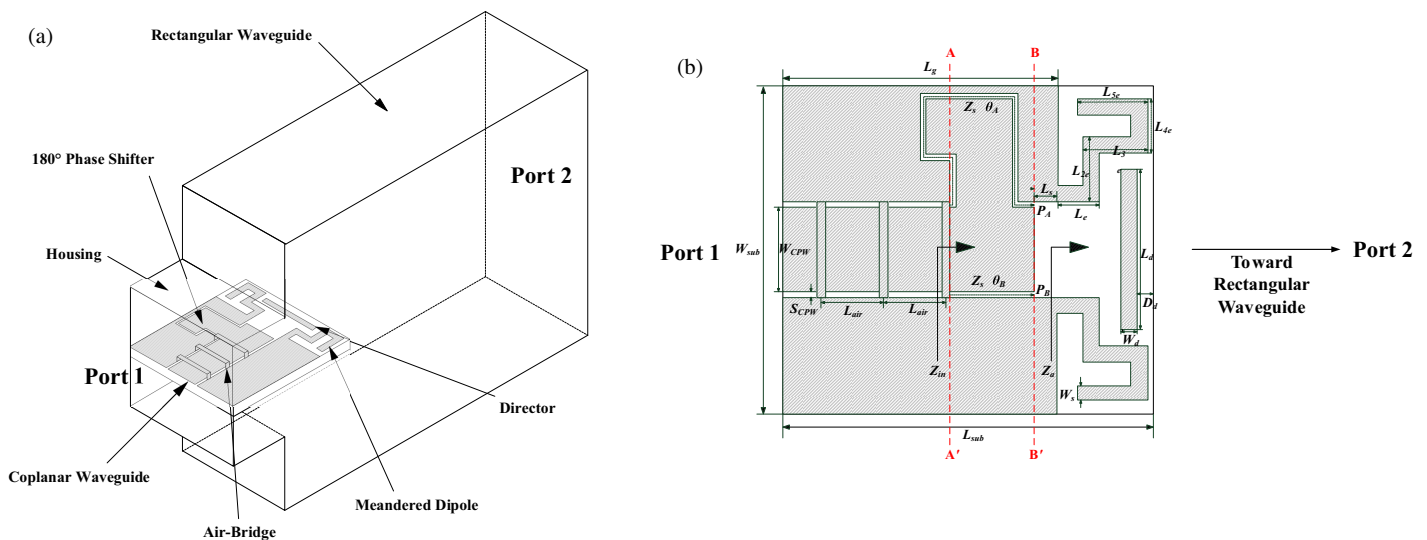 (a)
Rectangular Waveguide
180° Phase Shifter
Port 2
Housing
Port 1
Director
Coplanar Waveguide
Meandered Dipole
Air-Bridge
(b)
A
B
Lg
Zs θA
L5e
L4e
L3
L2e
Ls
Le
PA
Port 1
Wsub
WCPW
Ld
Port 2
Toward
Rectangular
Waveguide
Zs θB
PB
SCPW
Lair
Lair
Dd
Wd
Zin
Za
Ws
Lsub
A′
B′